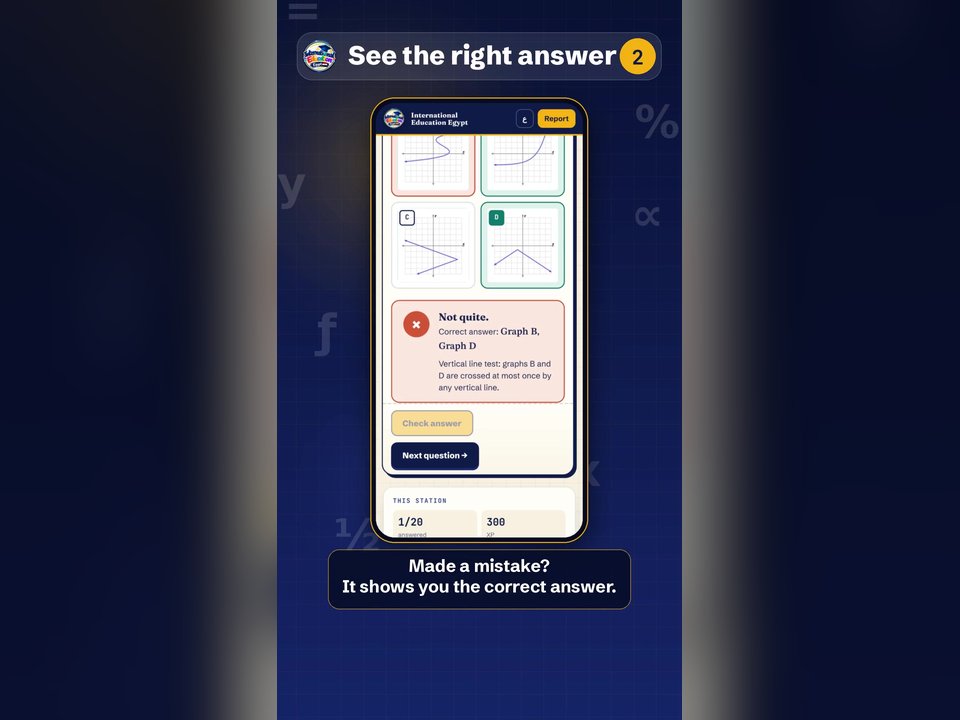 =
See the right answer 2
International
Education Egypt
ع
Report
%
y
∝
C
D
ƒ
Not quite.
Correct answer: Graph B,
Graph D
Vertical line test: graphs B and
D are crossed at most once by
any vertical line.
Check answer
Next question →
x
THIS STATION
1/20
300
answered
XP
½
Made a mistake?
It shows you the correct answer.